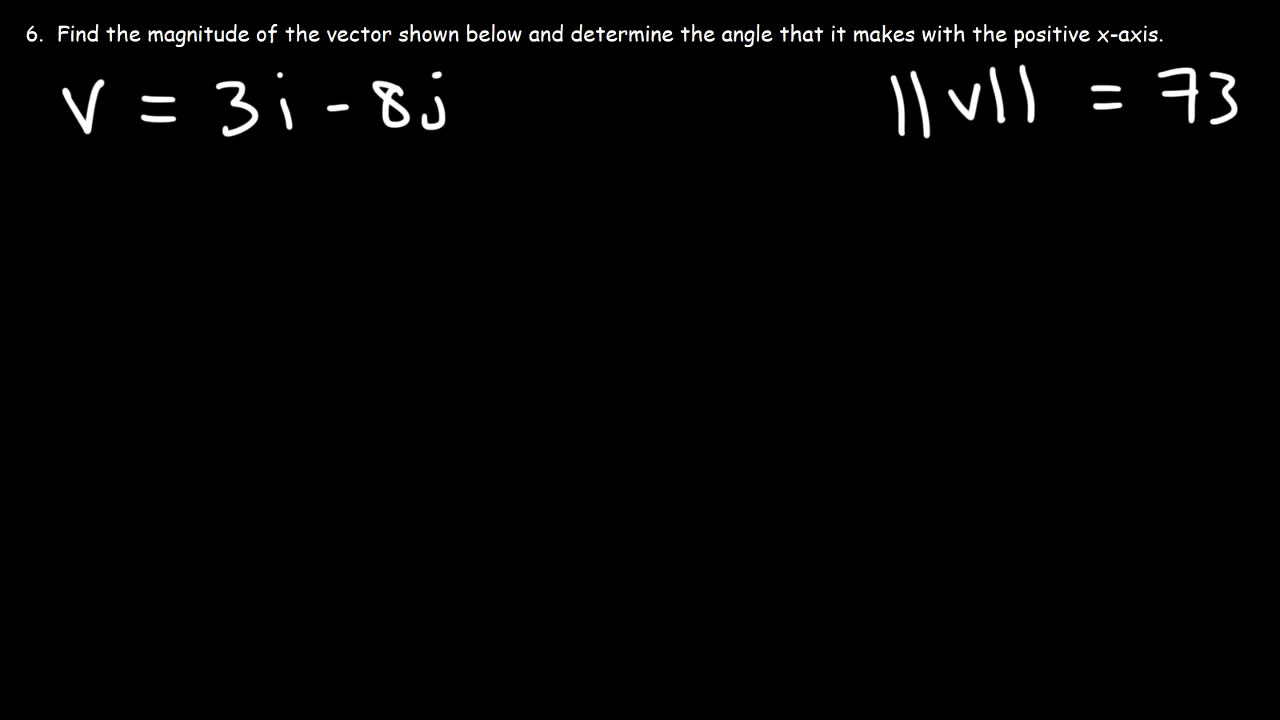 6. Find the magnitude of the vector shown below and determine the angle that it makes with the positive x-axis.
v = 3i - 8j ||v|| = 73